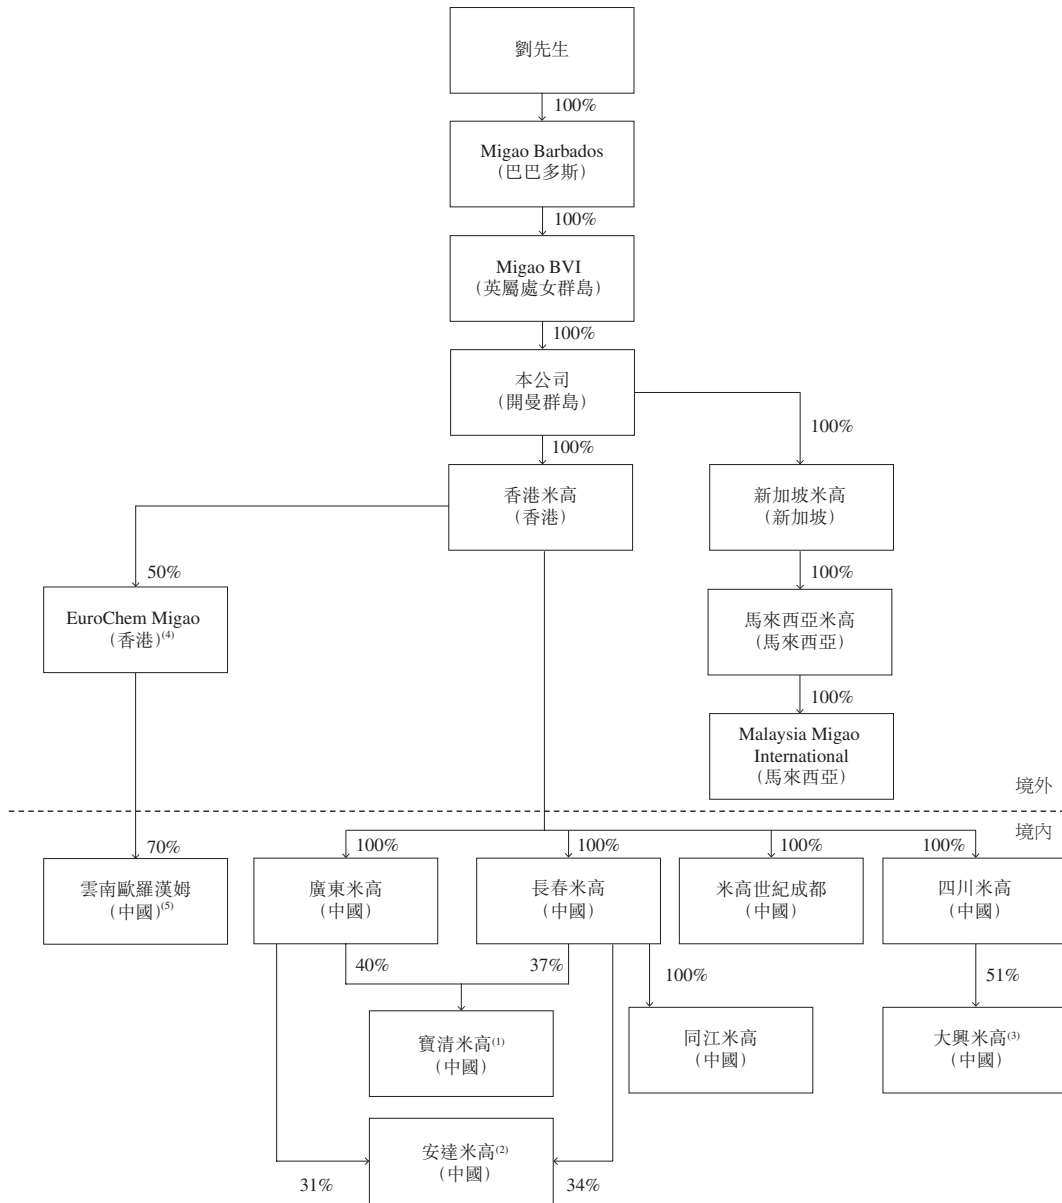 劉先生
100%
Migao Barbados
（巴巴多斯）
100%
Migao BVI
（英屬處女群島）
100%
本公司
（開曼群島）
100%
100%
香港米高
（香港）
新加坡米高
（新加坡）
50%
100%
EuroChem Migao
（香港）(4)
馬來西亞米高
（馬來西亞）
100%
Malaysia Migao
International
（馬來西亞）
境外
境內
70%
100%
100%
100%
100%
雲南歐羅漢姆
（中國）(5)
廣東米高
（中國）
長春米高
（中國）
米高世紀成都
（中國）
四川米高
（中國）
40%
37%
100%
51%
寶清米高(1)
（中國）
同江米高
（中國）
大興米高(3)
（中國）
安達米高(2)
（中國）
31%
34%